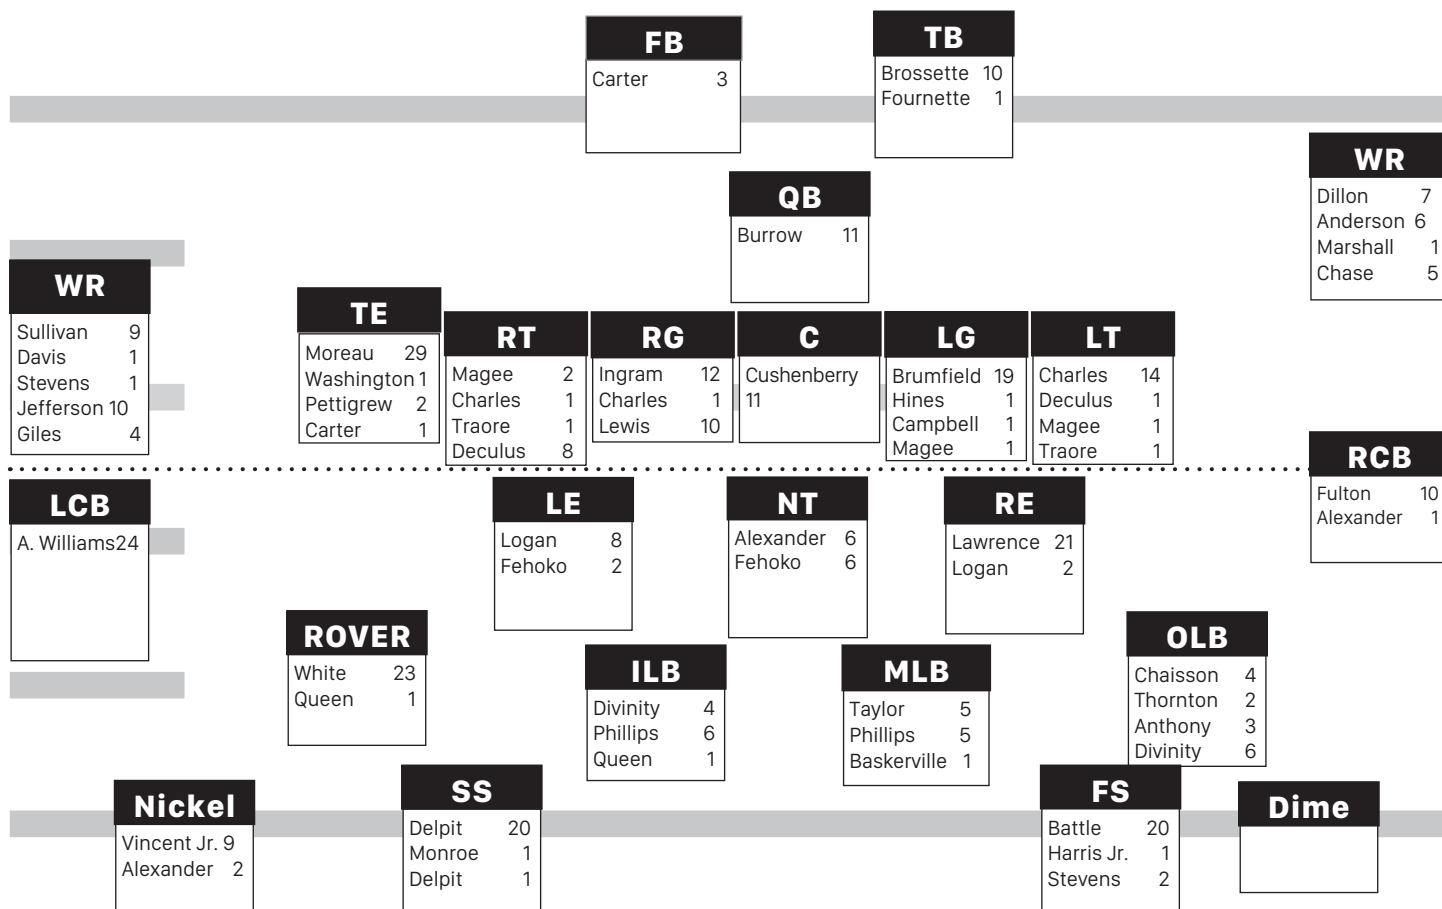 FB
Carter 3
TB
Brossette 10
Fournette 1
WR
Dillon 7
Anderson 6
Marshall 1
Chase 5
QB
Burrow 11
WR
Sullivan 9
Davis 1
Stevens 1
Jefferson 10
Giles 4
TE
Moreau 29
Washington 1
Pettigrew 2
Carter 1
RT
Magee 2
Charles 1
Traore 1
Deculus 8
RG
Ingram 12
Charles 1
Lewis 10
C
Cushenberry
11
LG
Brumfield 19
Hines 1
Campbell 1
Magee 1
LT
Charles 14
Deculus 1
Magee 1
Traore 1
RCB
Fulton 10
Alexander 1
LCB
A. Williams24
LE
Logan 8
Fehoko 2
NT
Alexander 6
Fehoko 6
RE
Lawrence 21
Logan 2
ROVER
White 23
Queen 1
ILB
Divinity 4
Phillips 6
Queen 1
MLB
Taylor 5
Phillips 5
Baskerville 1
OLB
Chaisson 4
Thornton 2
Anthony 3
Divinity 6
Nickel
Vincent Jr. 9
Alexander 2
SS
Delpit 20
Monroe 1
Delpit 1
FS
Battle 20
Harris Jr. 1
Stevens 2
Dime